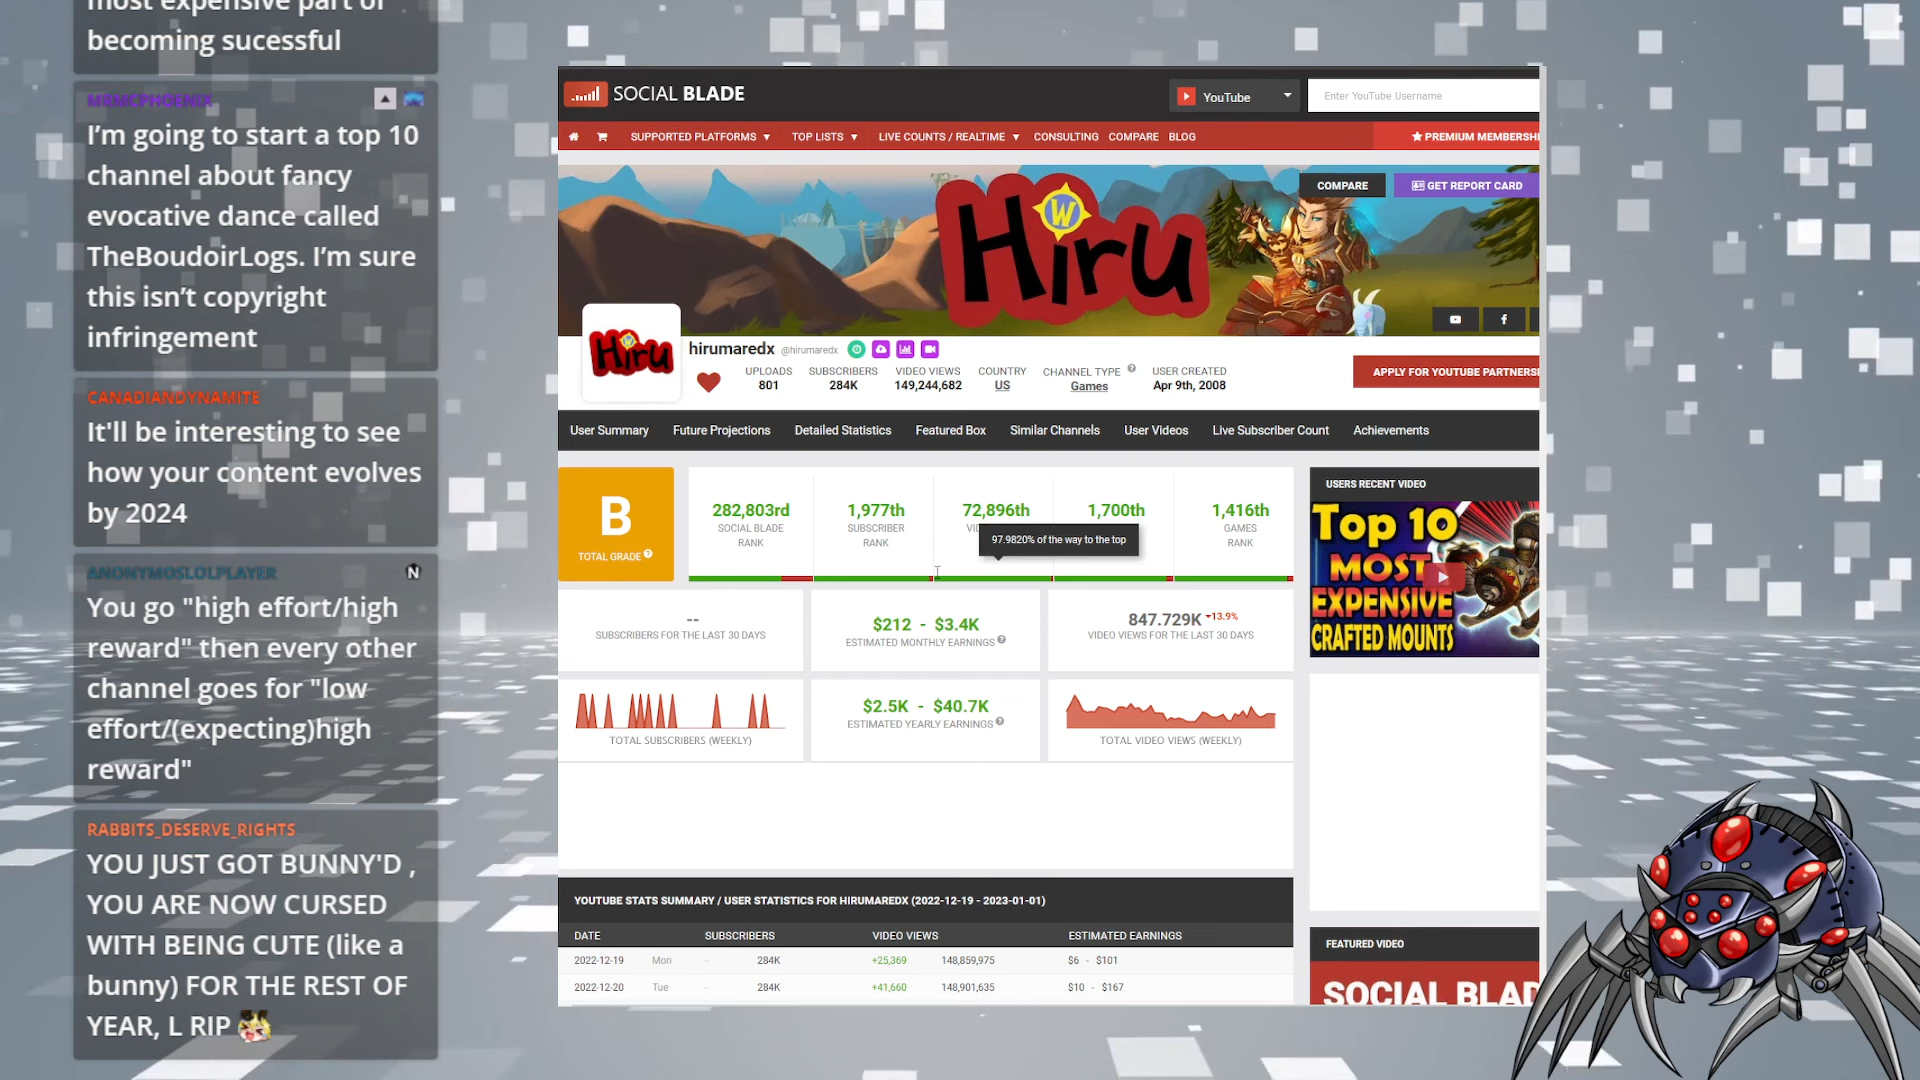 most expensive part of
becoming sucessful
MRMCPHOENIX
I'm going to start a top 10
channel about fancy
evocative dance called
TheBoudoirLogs. I'm sure
this isn't copyright
infringement
CANADIANDYNAMITE
It'll be interesting to see
how your content evolves
by 2024
ANONYMOSLOLPLAYER
N
You go "high effort/high
reward" then every other
channel goes for "low
effort/(expecting)high
reward"
RABBITS_DESERVE_RIGHTS
YOU JUST GOT BUNNY'D ,
YOU ARE NOW CURSED
WITH BEING CUTE (like a
bunny) FOR THE REST OF
YEAR, L RIP
SOCIAL BLADE
YouTube
Enter YouTube Username
SUPPORTED PLATFORMS
TOP LISTS
LIVE COUNTS / REALTIME
CONSULTING
COMPARE
BLOG
PREMIUM MEMBERSHI
COMPARE
GET REPORT CARD
HiruW
HiruW
hirumaredx @hirumaredx
UPLOADS
801
SUBSCRIBERS
284K
VIDEO VIEWS
149,244,682
COUNTRY
US
CHANNEL TYPE
Games
USER CREATED
Apr 9th, 2008
APPLY FOR YOUTUBE PARTNERS
User Summary
Future Projections
Detailed Statistics
Featured Box
Similar Channels
User Videos
Live Subscriber Count
Achievements
B
TOTAL GRADE
282,803rd
SOCIAL BLADE
RANK
1,977th
SUBSCRIBER
RANK
72,896th
97.9820% of the way to the top
1,700th
1,416th
GAMES
RANK
--
SUBSCRIBERS FOR THE LAST 30 DAYS
$212 - $3.4K
ESTIMATED MONTHLY EARNINGS
847.729K -13.9%
VIDEO VIEWS FOR THE LAST 30 DAYS
TOTAL SUBSCRIBERS (WEEKLY)
$2.5K - $40.7K
ESTIMATED YEARLY EARNINGS
TOTAL VIDEO VIEWS (WEEKLY)
USERS RECENT VIDEO
Top 10
MOST
EXPENSIVE
CRAFTED MOUNTS
YOUTUBE STATS SUMMARY / USER STATISTICS FOR HIRUMAREDX (2022-12-19 - 2023-01-01)
DATE SUBSCRIBERS VIDEO VIEWS ESTIMATED EARNINGS
2022-12-19 Mon -- 284K +25,369 148,859,975 $6 - $101
2022-12-20 Tue -- 284K +41,660 148,901,635 $10 - $167
FEATURED VIDEO
SOCIAL BLAD